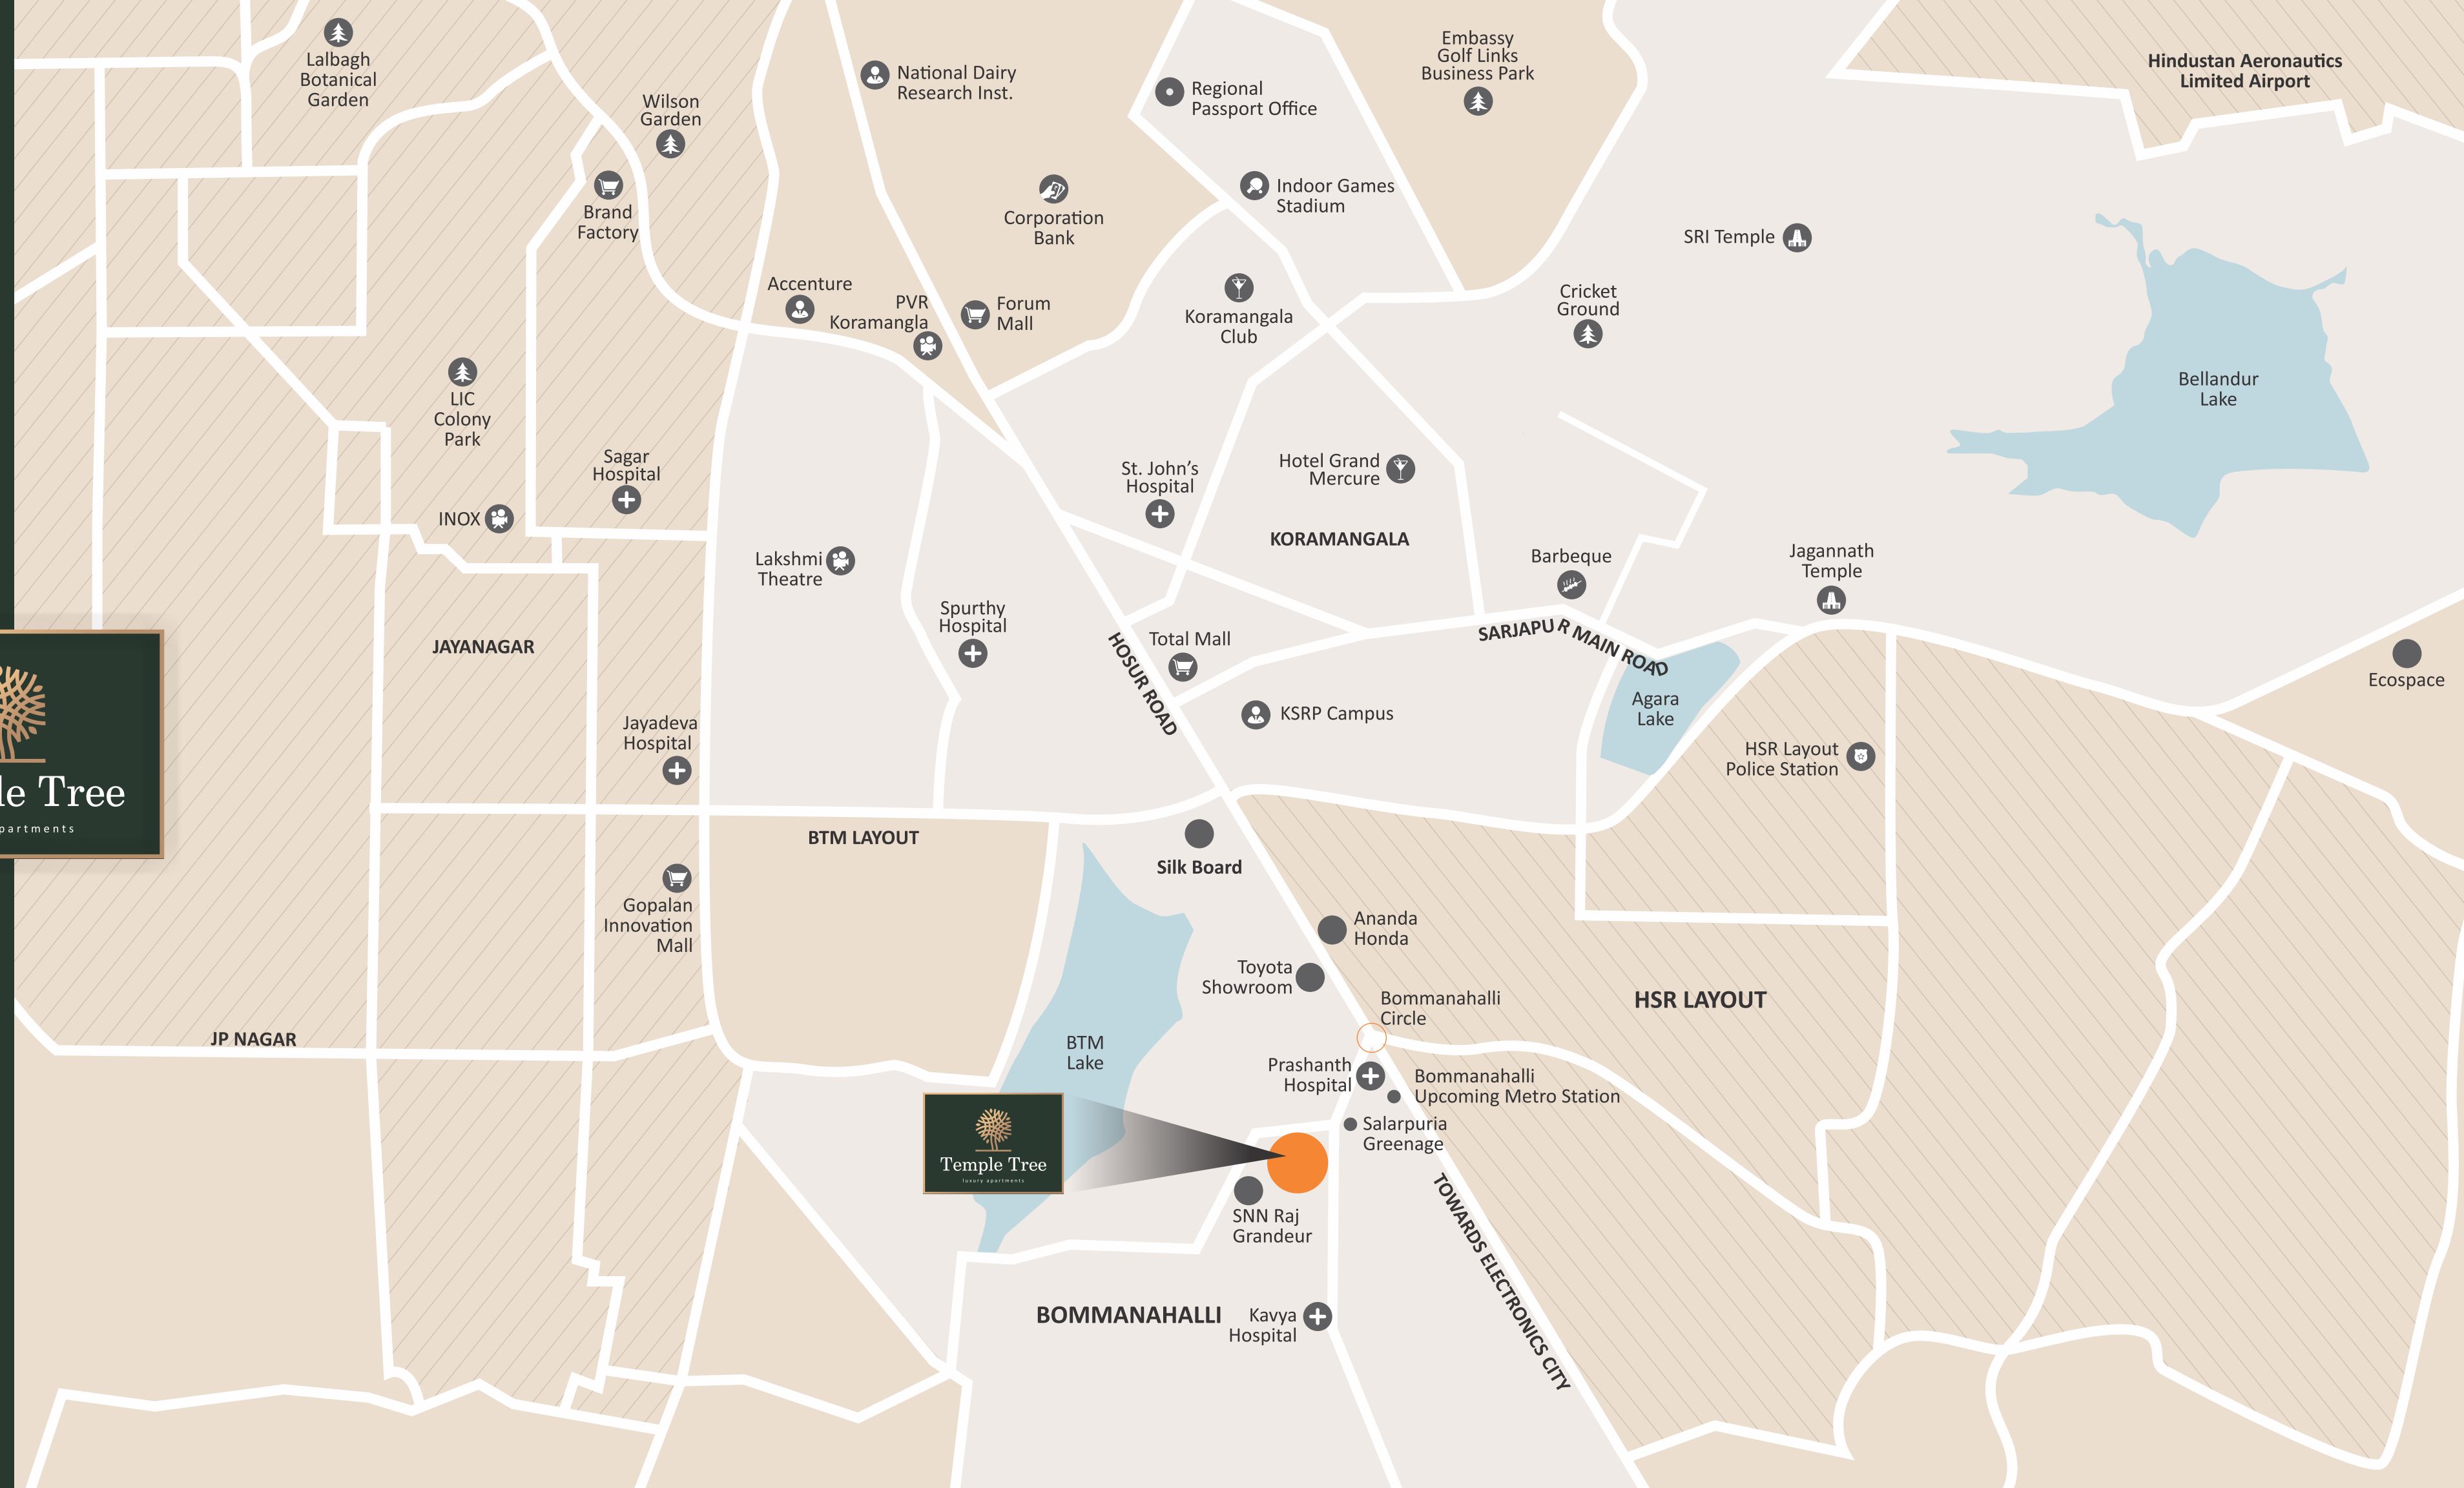 Lalbagh
Botanical
Garden
Wilson
Garden
Brand
Factory
National Dairy
Research Inst.
Regional
Passport Office
Embassy
Golf Links
Business Park
Hindustan Aeronautics
Limited Airport
Corporation
Bank
Indoor Games
Stadium
SRI Temple
Accenture
PVR
Koramangla
Forum
Mall
Koramangala
Club
Cricket
Ground
Bellandur
Lake
LIC
Colony
Park
Sagar
Hospital
INOX
St. John’s
Hospital
Hotel Grand
Mercure
KORAMANGALA
Lakshmi
Theatre
Barbeque
Jagannath
Temple
Spurthy
Hospital
Total Mall
HOSUR ROAD
SARJAPUR MAIN ROAD
JAYANAGAR
Agara
Lake
Ecospace
KSRP Campus
Jayadeva
Hospital
HSR Layout
Police Station
le Tree
partments
BTM LAYOUT
Silk Board
Gopalan
Innovation
Mall
Ananda
Honda
Toyota
Showroom
Bommanahalli
Circle
HSR LAYOUT
JP NAGAR
BTM
Lake
Prashanth
Hospital
Bommanahalli
Upcoming Metro Station
Salarpuria
Greenage
Temple Tree
luxury apartments
SNN Raj
Grandeur
TOWARDS ELECTRONICS CITY
BOMMANAHALLI
Kavya
Hospital